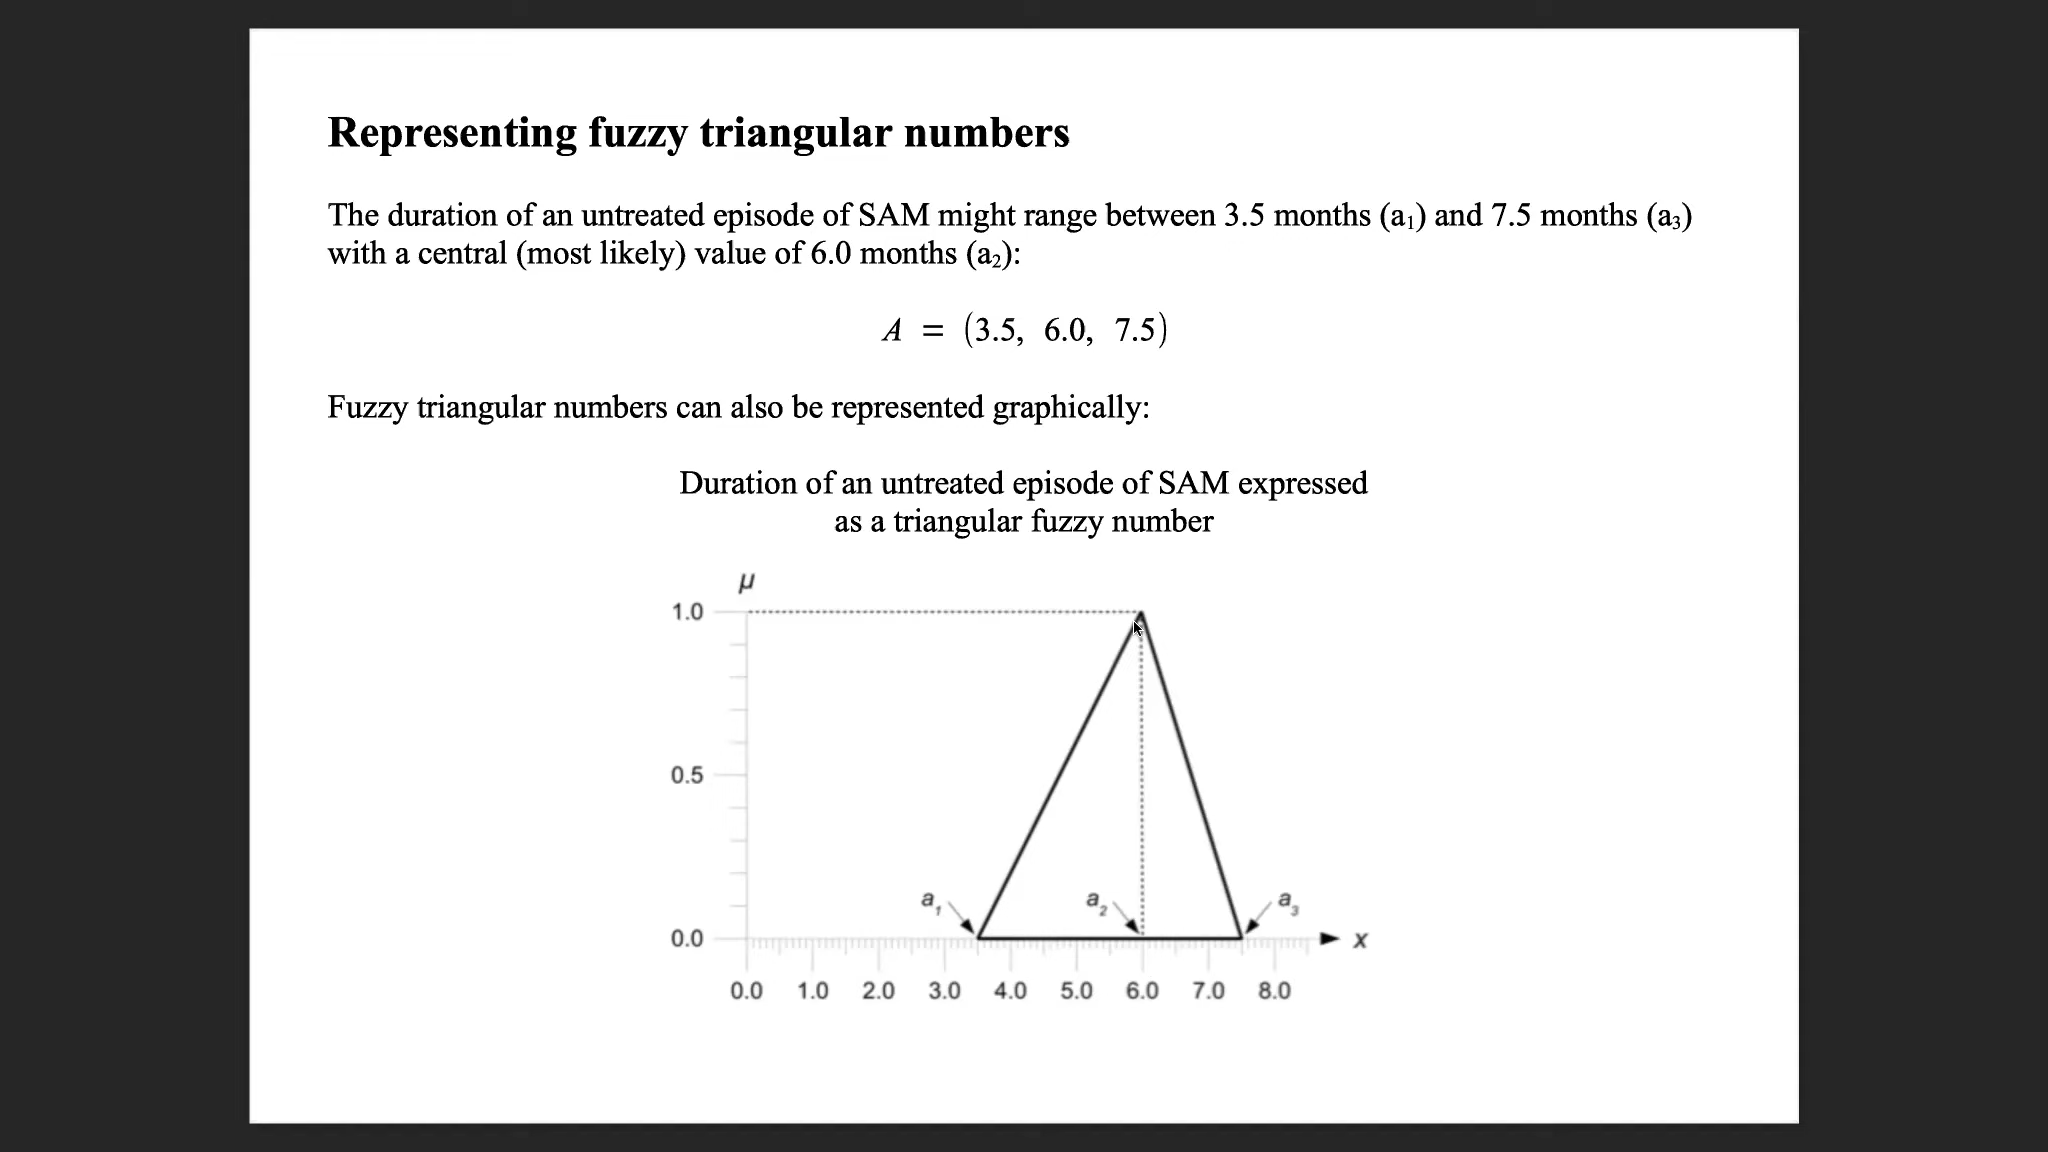 Representing fuzzy triangular numbers
The duration of an untreated episode of SAM might range between 3.5 months (a₁) and 7.5 months (a₃)
with a central (most likely) value of 6.0 months (a₂):
A = (3.5, 6.0, 7.5)
Fuzzy triangular numbers can also be represented graphically:
Duration of an untreated episode of SAM expressed
as a triangular fuzzy number
μ
1.0
0.5
a₁ a₂ a₃
0.0 x
0.0 1.0 2.0 3.0 4.0 5.0 6.0 7.0 8.0